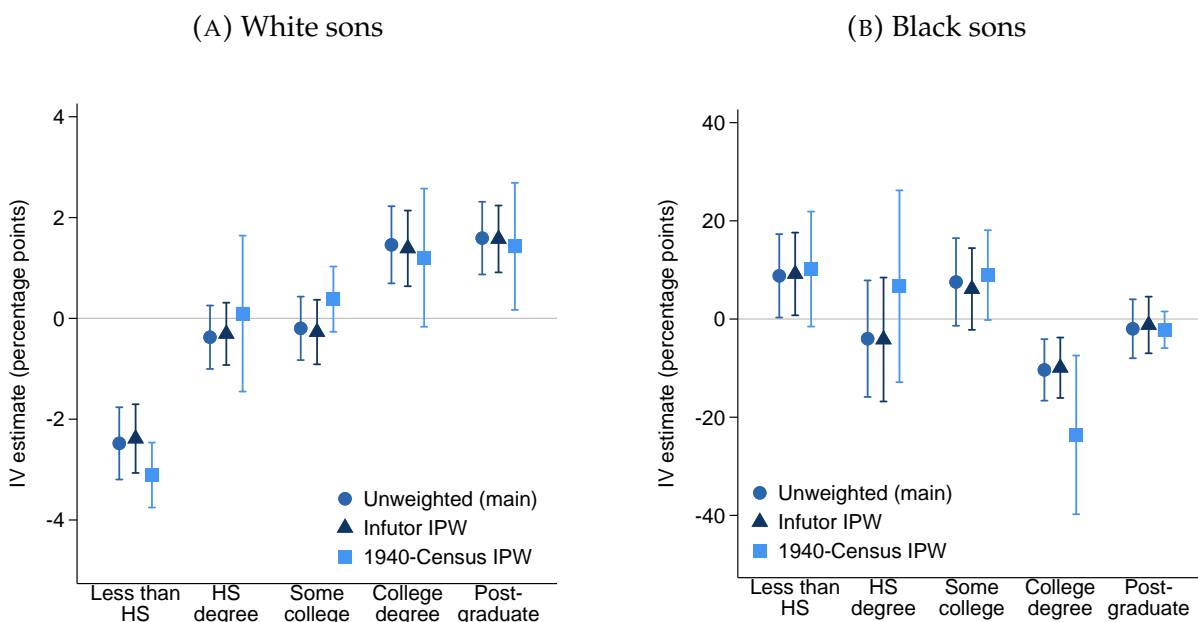 (A) White sons
IV estimate (percentage points)
4
2
0
-2
-4
Unweighted (main)
Infutor IPW
1940-Census IPW
Less than
HS
HS
degree
Some
college
College
degree
Post-
graduate
(B) Black sons
IV estimate (percentage points)
40
20
0
-20
-40
Unweighted (main)
Infutor IPW
1940-Census IPW
Less than
HS
HS
degree
Some
college
College
degree
Post-
graduate